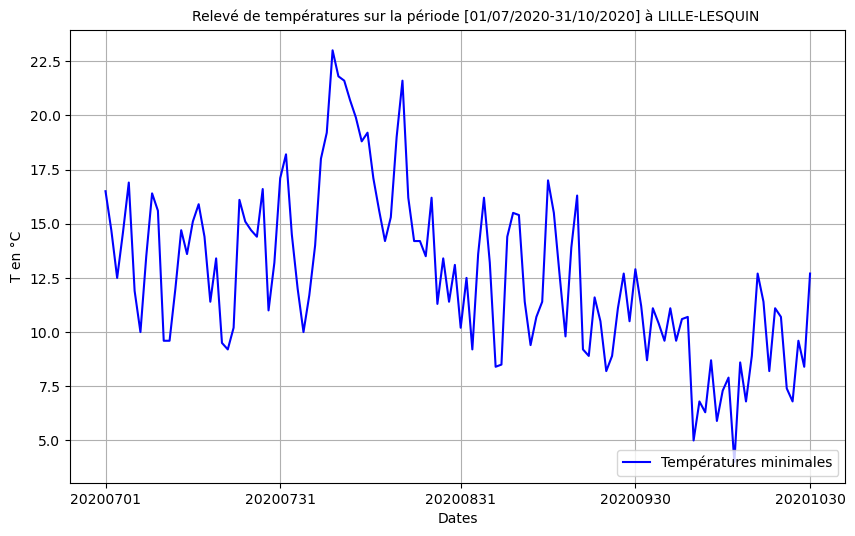 Relevé de températures sur la période [01/07/2020-31/10/2020] à LILLE-LESQUIN
T en °C
22.5
20.0
17.5
15.0
12.5
10.0
7.5
5.0
Températures minimales
20200701 20200731 20200831 20200930 20201030
Dates